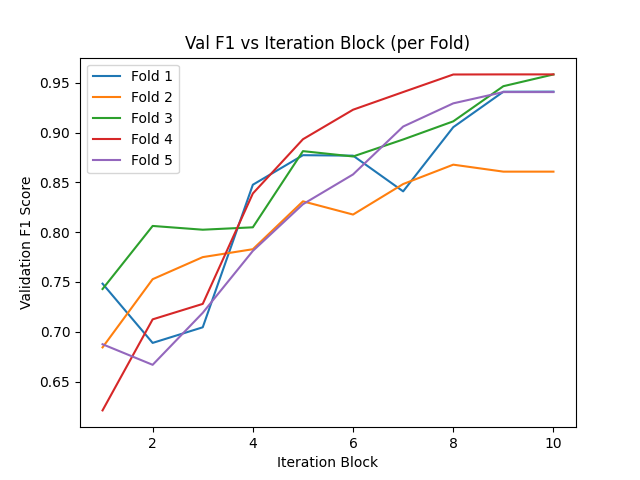 Val F1 vs Iteration Block (per Fold)
Fold 1
Fold 2
Fold 3
Fold 4
Fold 5
0.95
0.90
0.85
0.80
0.75
0.70
0.65
Validation F1 Score
2 4 6 8 10
Iteration Block